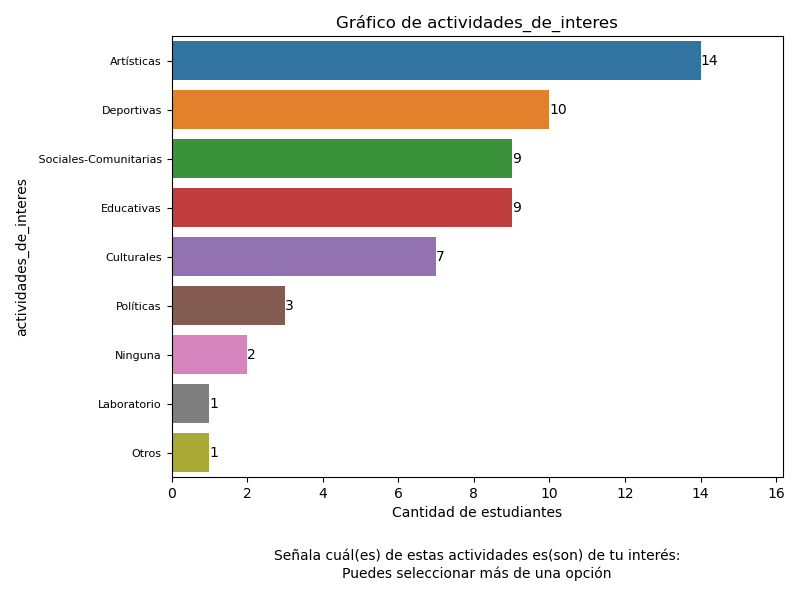 Gráfico de actividades_de_interes
Artísticas
14
Deportivas
10
Sociales-Comunitarias
9
Educativas
9
Culturales
7
Políticas
3
Ninguna
2
Laboratorio
1
Otros
1
actividades_de_interes
0 2 4 6 8 10 12 14 16
Cantidad de estudiantes
Señala cuál(es) de estas actividades es(son) de tu interés:
Puedes seleccionar más de una opción